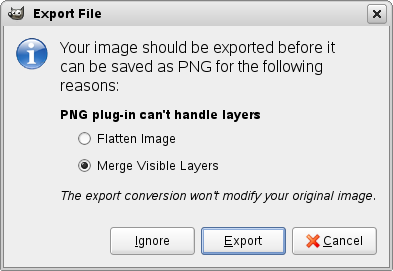 Export File
Your image should be exported before it
can be saved as PNG for the following
reasons:
PNG plug-in can't handle layers
Flatten Image
Merge Visible Layers
The export conversion won't modify your original image.
Ignore
Export
Cancel